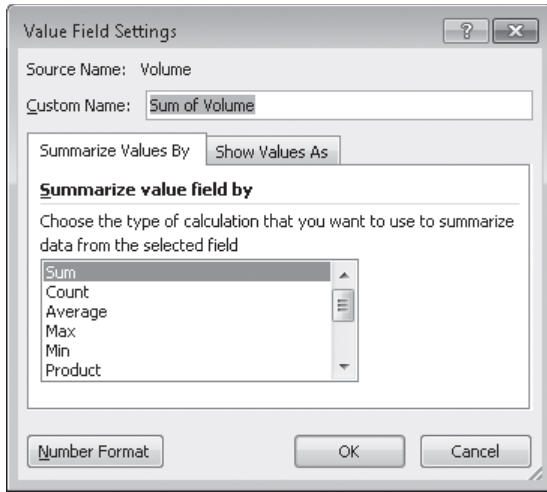 Value Field Settings
?
Source Name: Volume
Custom Name: Sum of Volume
Summarize Values By Show Values As
Summarize value field by
Choose the type of calculation that you want to use to summarize
data from the selected field
Sum
Count
Average
Max
Min
Product
Number Format OK Cancel